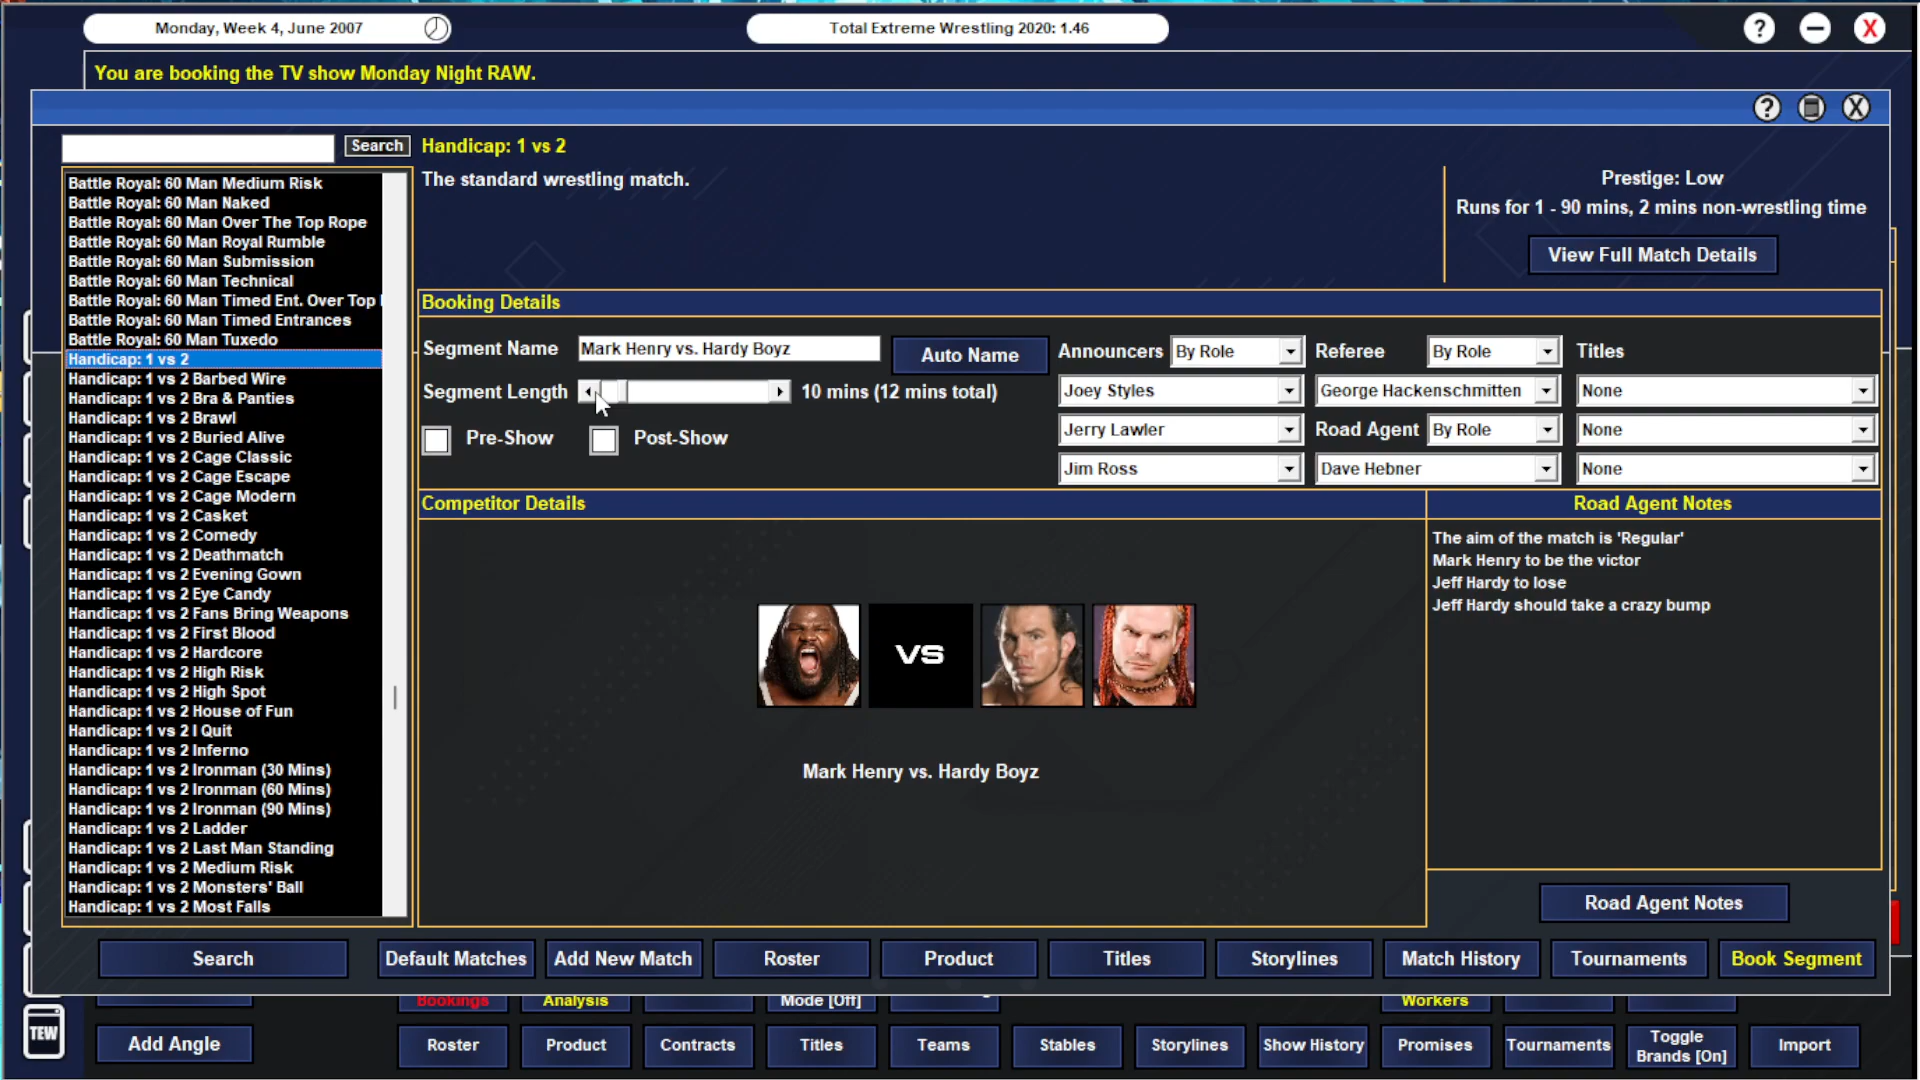 Monday, Week 4, June 2007
Total Extreme Wrestling 2020: 1.46
?
X
You are booking the TV show Monday Night RAW.
?
X
Search
Handicap: 1 vs 2
The standard wrestling match.
Prestige: Low
Runs for 1 - 90 mins, 2 mins non-wrestling time
View Full Match Details
Battle Royal: 60 Man Medium Risk
Battle Royal: 60 Man Naked
Battle Royal: 60 Man Over The Top Rope
Battle Royal: 60 Man Royal Rumble
Battle Royal: 60 Man Submission
Battle Royal: 60 Man Technical
Battle Royal: 60 Man Timed Ent. Over Top
Battle Royal: 60 Man Timed Entrances
Battle Royal: 60 Man Tuxedo
Handicap: 1 vs 2
Handicap: 1 vs 2 Barbed Wire
Handicap: 1 vs 2 Bra & Panties
Handicap: 1 vs 2 Brawl
Handicap: 1 vs 2 Buried Alive
Handicap: 1 vs 2 Cage Classic
Handicap: 1 vs 2 Cage Escape
Handicap: 1 vs 2 Cage Modern
Handicap: 1 vs 2 Casket
Handicap: 1 vs 2 Comedy
Handicap: 1 vs 2 Deathmatch
Handicap: 1 vs 2 Evening Gown
Handicap: 1 vs 2 Eye Candy
Handicap: 1 vs 2 Fans Bring Weapons
Handicap: 1 vs 2 First Blood
Handicap: 1 vs 2 Hardcore
Handicap: 1 vs 2 High Risk
Handicap: 1 vs 2 High Spot
Handicap: 1 vs 2 House of Fun
Handicap: 1 vs 2 I Quit
Handicap: 1 vs 2 Inferno
Handicap: 1 vs 2 Ironman (30 Mins)
Handicap: 1 vs 2 Ironman (60 Mins)
Handicap: 1 vs 2 Ironman (90 Mins)
Handicap: 1 vs 2 Ladder
Handicap: 1 vs 2 Last Man Standing
Handicap: 1 vs 2 Medium Risk
Handicap: 1 vs 2 Monsters' Ball
Handicap: 1 vs 2 Most Falls
Booking Details
Segment Name Mark Henry vs. Hardy Boyz Auto Name
Segment Length 10 mins (12 mins total)
Pre-Show Post-Show
Announcers By Role
Joey Styles
Jerry Lawler
Jim Ross
Referee By Role
George Hackenschmitten
Road Agent By Role
Dave Hebner
Titles
None
None
None
Competitor Details
VS
Mark Henry vs. Hardy Boyz
Road Agent Notes
The aim of the match is 'Regular'
Mark Henry to be the victor
Jeff Hardy to lose
Jeff Hardy should take a crazy bump
Road Agent Notes
Search Default Matches Add New Match Roster Product Titles Storylines Match History Tournaments Book Segment
Bookings Analysis Mode [Off] Workers
TEW
Add Angle Roster Product Contracts Titles Teams Stables Storylines Show History Promises Tournaments Toggle Brands [On] Import